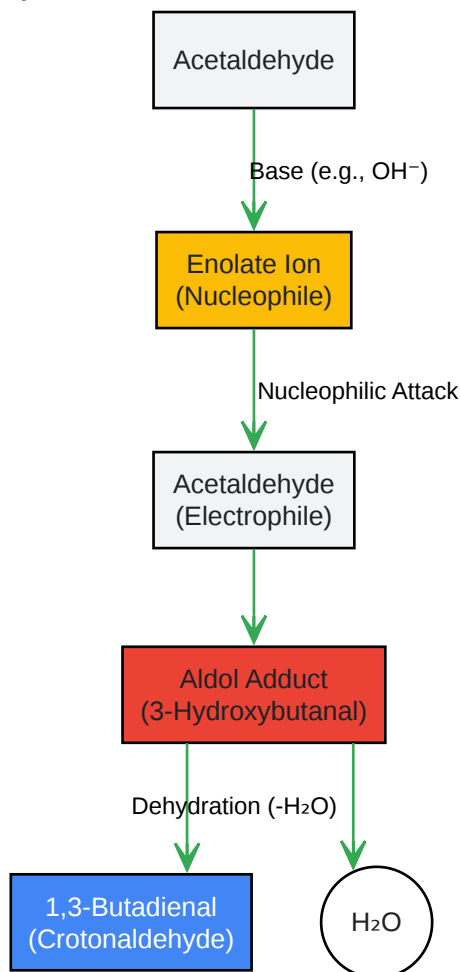 Acetaldehyde
Base (e.g., OH⁻)
Enolate Ion
(Nucleophile)
Nucleophilic Attack
Acetaldehyde
(Electrophile)
Aldol Adduct
(3-Hydroxybutanal)
Dehydration (-H₂O)
1,3-Butadienal
(Crotonaldehyde)
H₂O